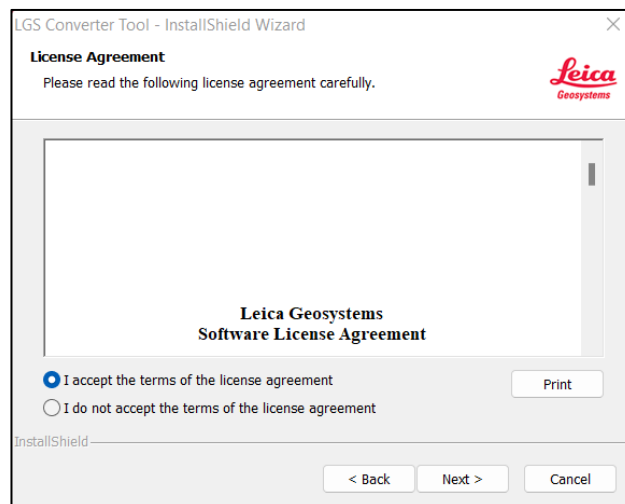 LGS Converter Tool - InstallShield Wizard
License Agreement
Please read the following license agreement carefully.
Leica
Geosystems
Leica Geosystems
Software License Agreement
I accept the terms of the license agreement
Print
I do not accept the terms of the license agreement
InstallShield
< Back Next > Cancel